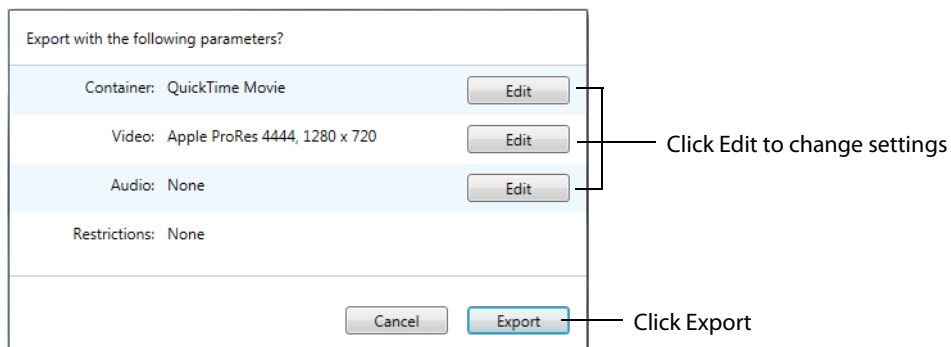 Export with the following parameters?
Container: QuickTime Movie Edit
Video: Apple ProRes 4444, 1280 x 720 Edit
Click Edit to change settings
Audio: None Edit
Restrictions: None
Cancel Export Click Export